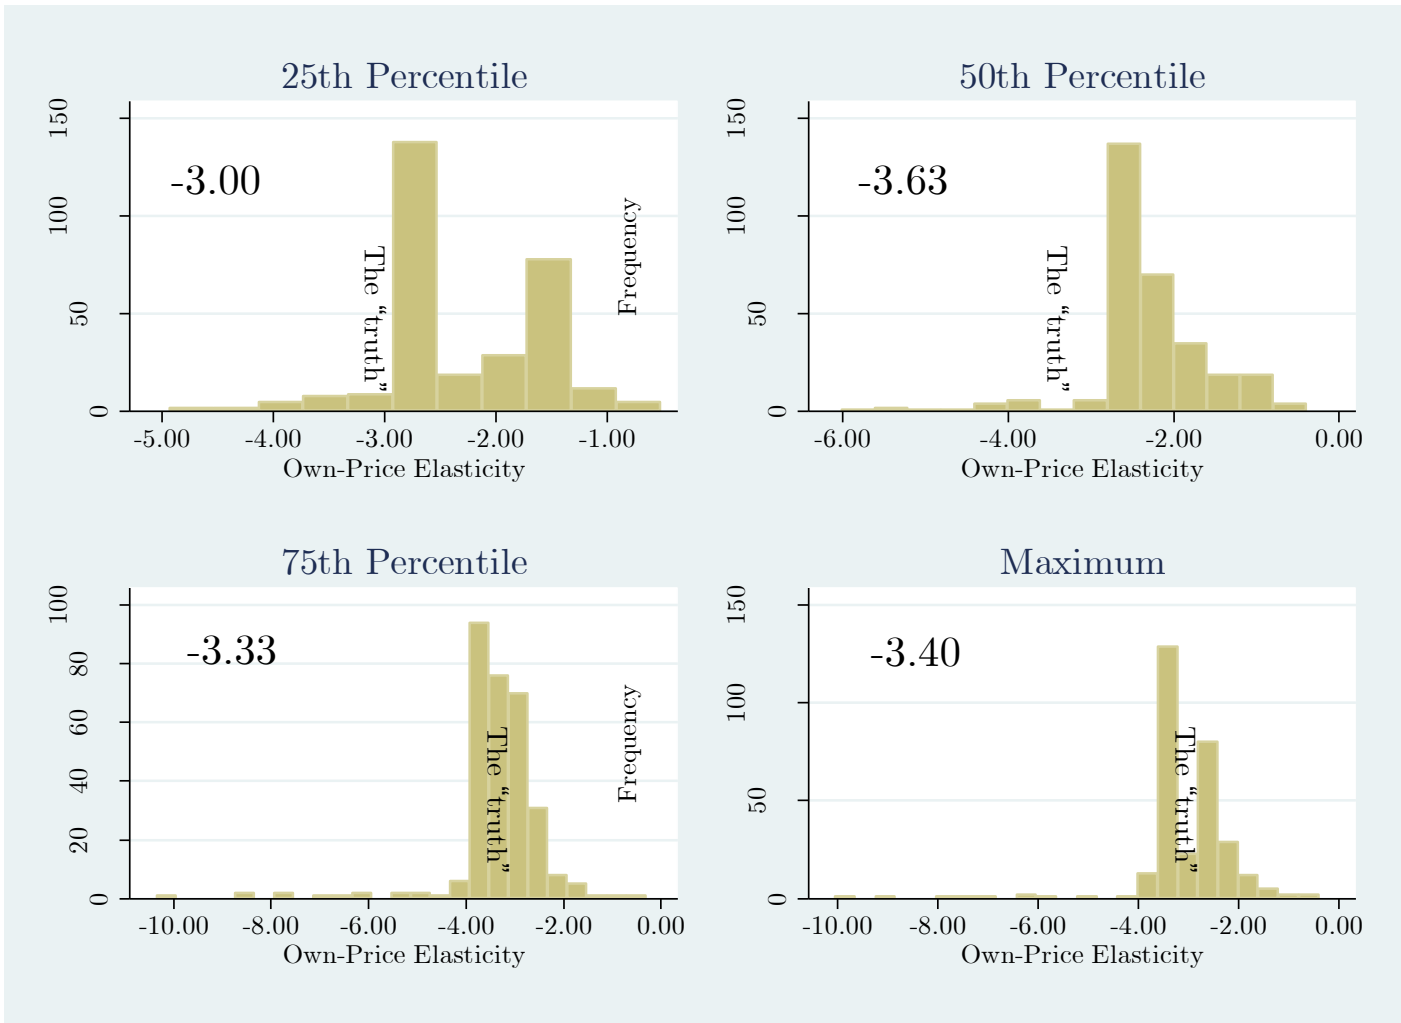 25th Percentile
150
100
50
0
-3.00
The “truth”
Frequency
-5.00 -4.00 -3.00 -2.00 -1.00
Own-Price Elasticity
50th Percentile
150
100
50
0
-3.63
The “truth”
-6.00 -4.00 -2.00 0.00
Own-Price Elasticity
75th Percentile
100
80
60
40
20
0
-3.33
The “truth”
Frequency
-10.00 -8.00 -6.00 -4.00 -2.00 0.00
Own-Price Elasticity
Maximum
150
100
50
0
-3.40
The “truth”
-10.00 -8.00 -6.00 -4.00 -2.00 0.00
Own-Price Elasticity